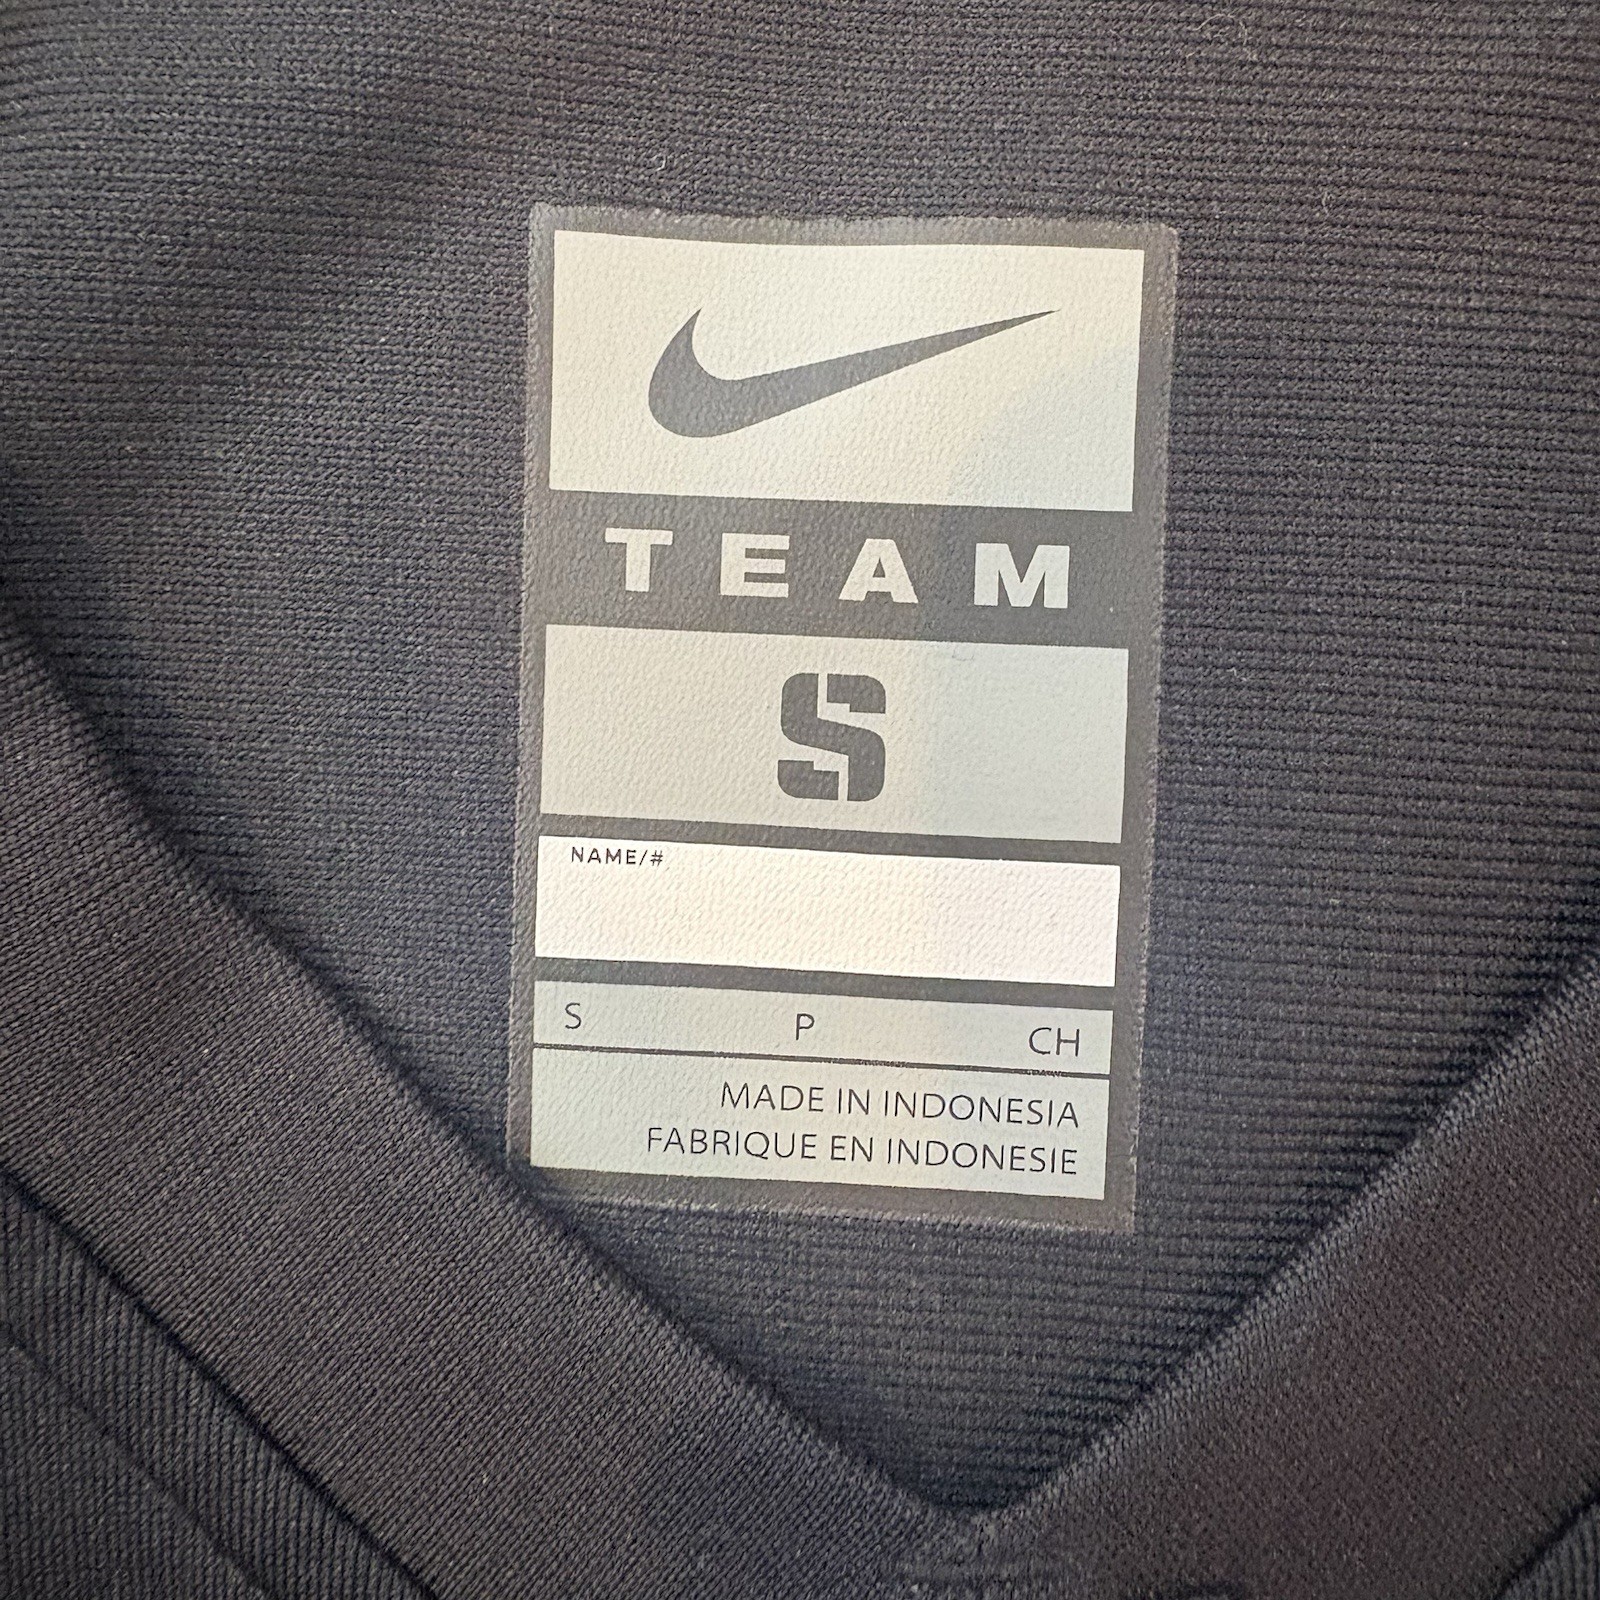 TEAM
S
NAME/#
S P CH
MADE IN INDONESIA
FABRIQUE EN INDONESIE